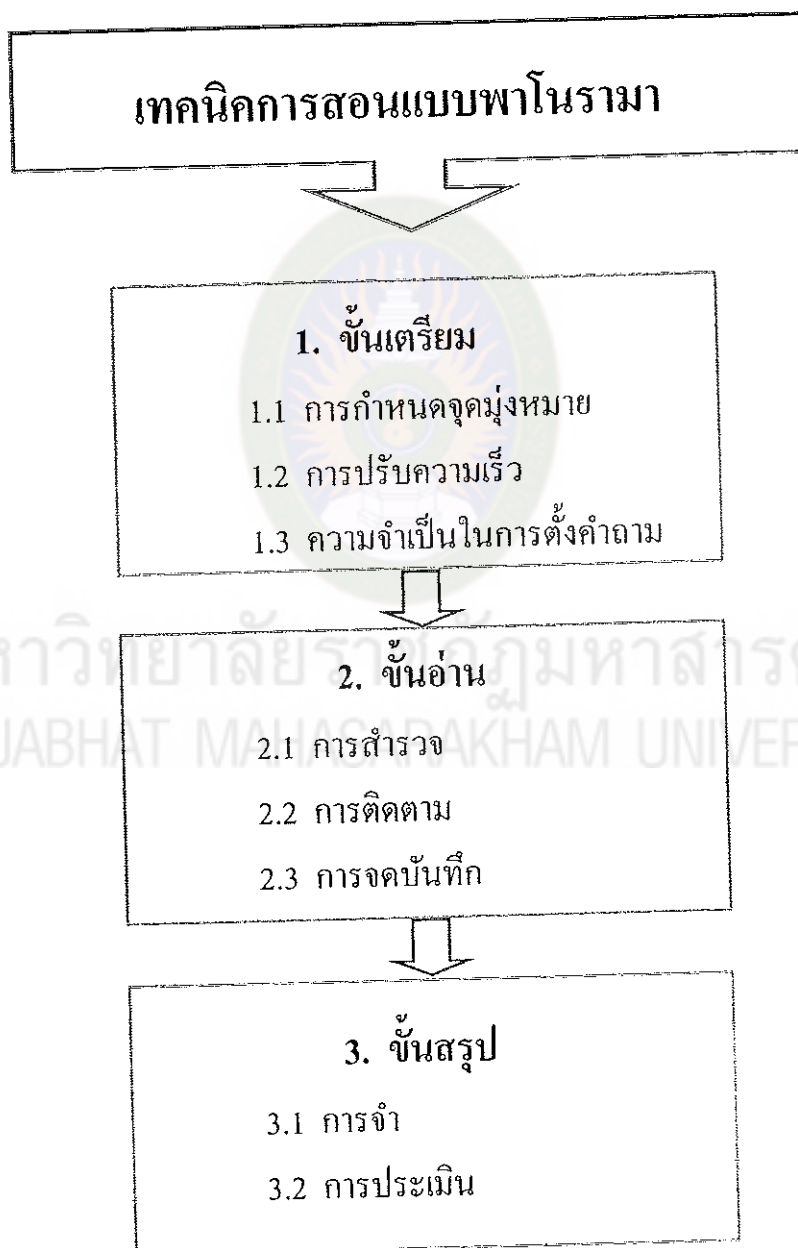 เทคนิคการสอนแบบพาโนรามา
1. ขั้นเตรียม
1.1 การกำหนดจุดมุ่งหมาย
1.2 การปรับความเร็ว
1.3 ความจำเป็นในการตั้งคำถาม
2. ขั้นอ่าน
2.1 การสำรวจ
2.2 การติดตาม
2.3 การจดบันทึก
3. ขั้นสรุป
3.1 การจำ
3.2 การประเมิน